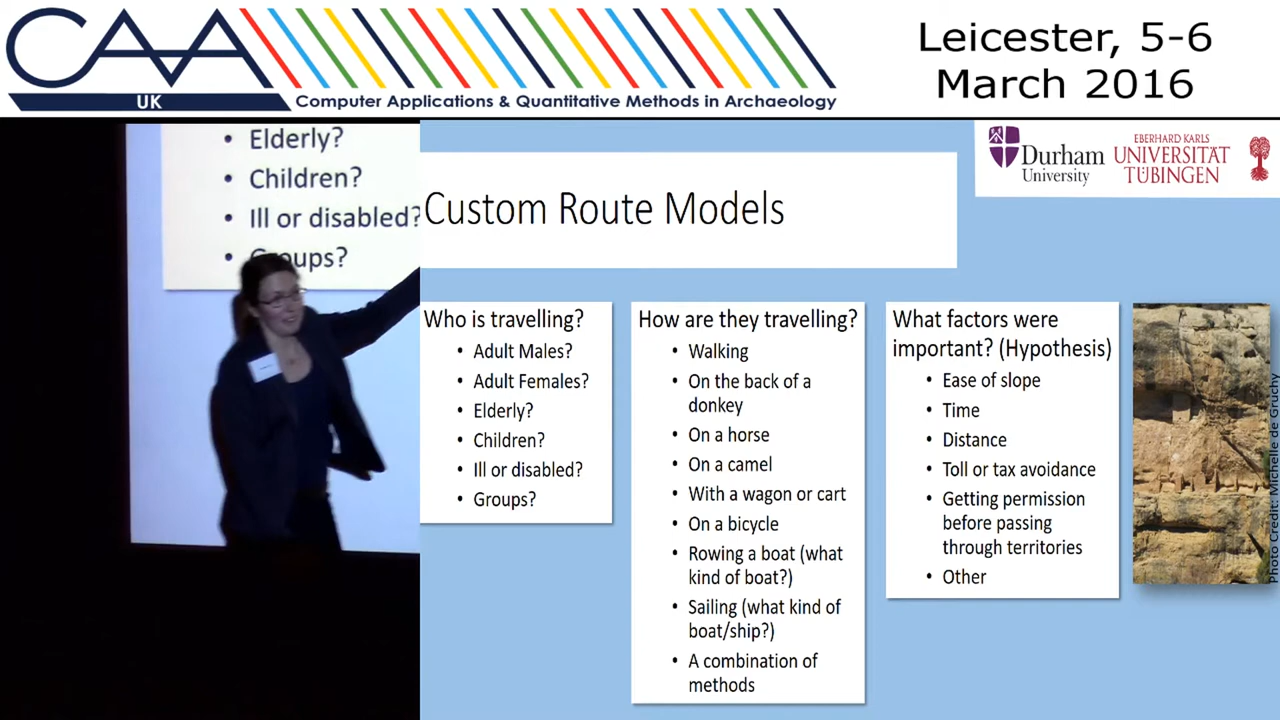 CAA
UK
Computer Applications & Quantitative Methods in Archaeology
Leicester, 5-6
March 2016
• Elderly?
• Children?
• Ill or disabled?
• Groups?
Durham
University
EBERHARD KARLS
UNIVERSITÄT
TÜBINGEN
Custom Route Models
Who is travelling?
• Adult Males?
• Adult Females?
• Elderly?
• Children?
• Ill or disabled?
• Groups?
How are they travelling?
• Walking
• On the back of a
donkey
• On a horse
• On a camel
• With a wagon or cart
• On a bicycle
• Rowing a boat (what
kind of boat?)
• Sailing (what kind of
boat/ship?)
• A combination of
methods
What factors were
important? (Hypothesis)
• Ease of slope
• Time
• Distance
• Toll or tax avoidance
• Getting permission
before passing
through territories
• Other
Photo Credit: Michelle de Gruchy